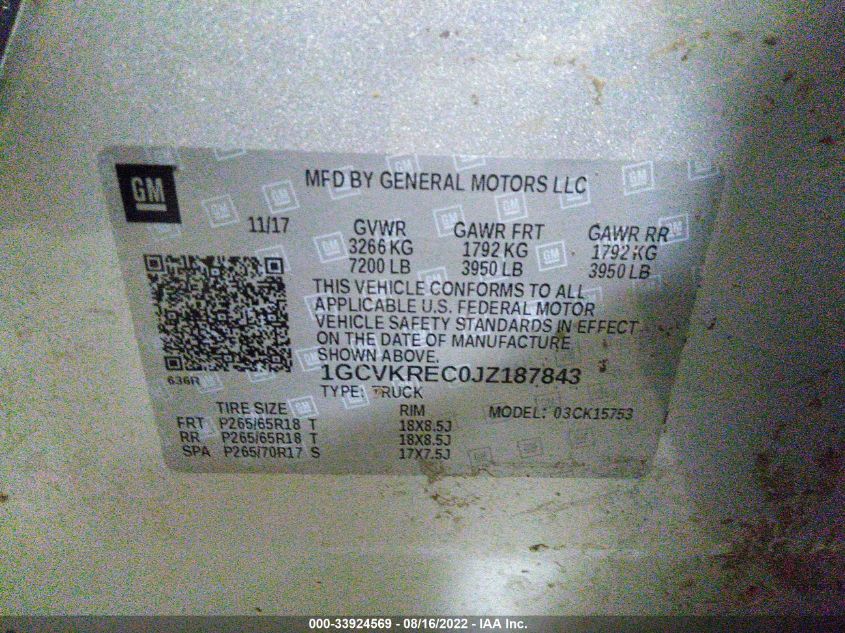 GM
MFD BY GENERAL MOTORS LLC
11/17 GVWR GAWR FRT GAWR RR
3266 KG 1792 KG 1792 KG
7200 LB 3950 LB 3950 LB
THIS VEHICLE CONFORMS TO ALL
APPLICABLE U.S. FEDERAL MOTOR
VEHICLE SAFETY STANDARDS IN EFFECT
ON THE DATE OF MANUFACTURE
SHOWN ABOVE.
636R
1GCVKREC0JZ187843
TYPE: TRUCK
TIRE SIZE RIM MODEL: 03CK15753
FRT P265/65R18 T 18X8.5J
RR P265/65R18 T 18X8.5J
SPA P265/70R17 S 17X7.5J
000-33924569 - 08/16/2022 - IAA Inc.